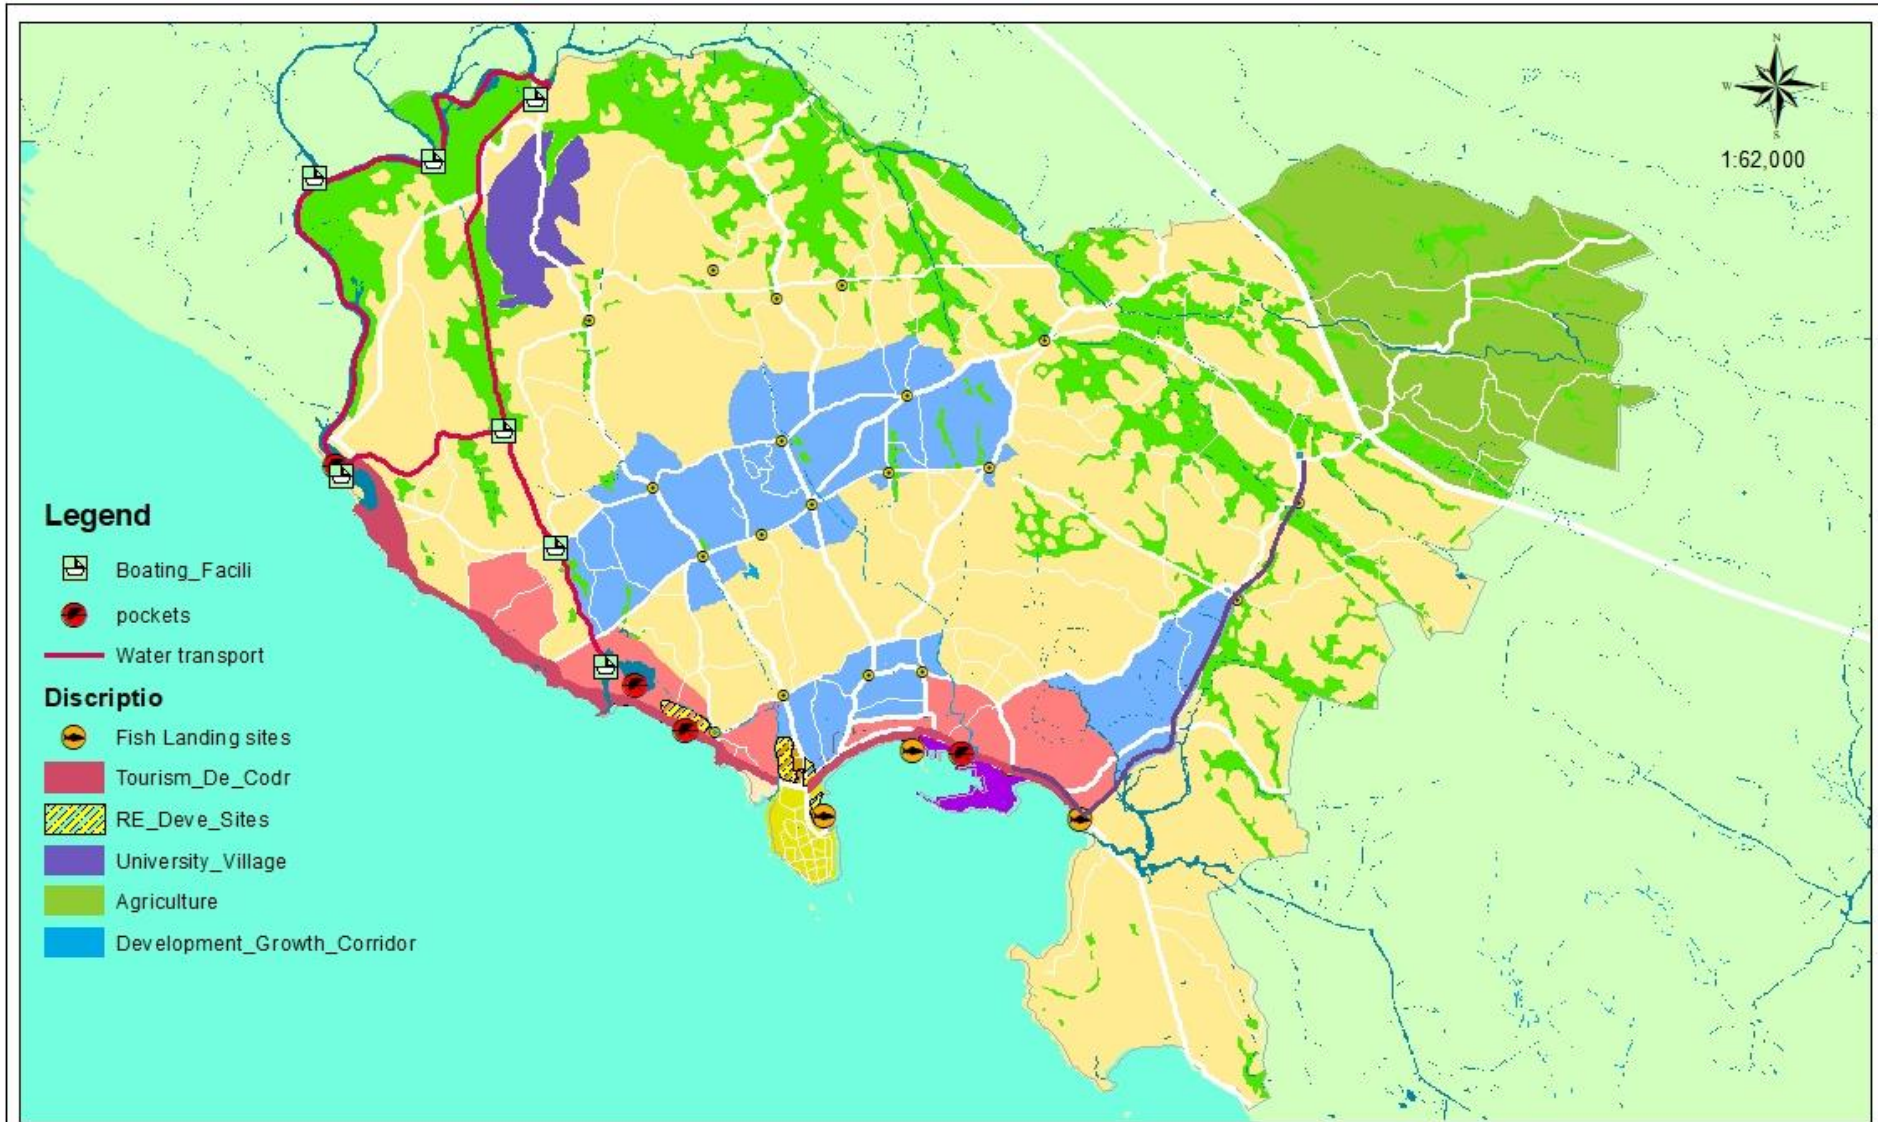 N
W E
S
1:62,000
Legend
Boating_Facili
pockets
Water transport
Discriptio
Fish Landing sites
Tourism_De_Codr
RE_Deve_Sites
University_Village
Agriculture
Development_Growth_Corridor